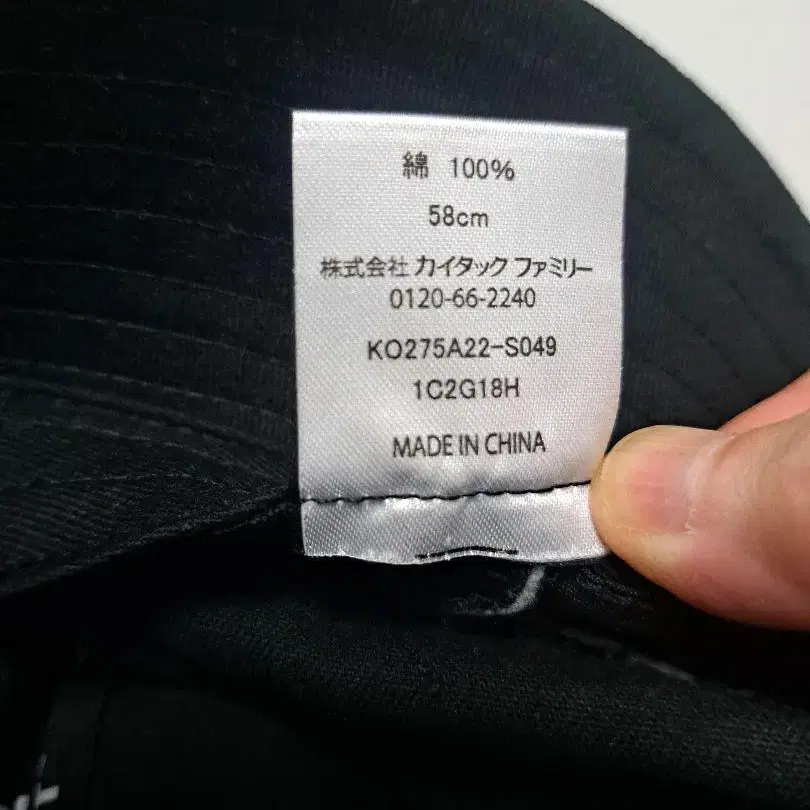 綿 100%
58cm
株式会社 カイタック ファミリー
0120-66-2240
KO275A22-S049
1C2G18H
MADE IN CHINA